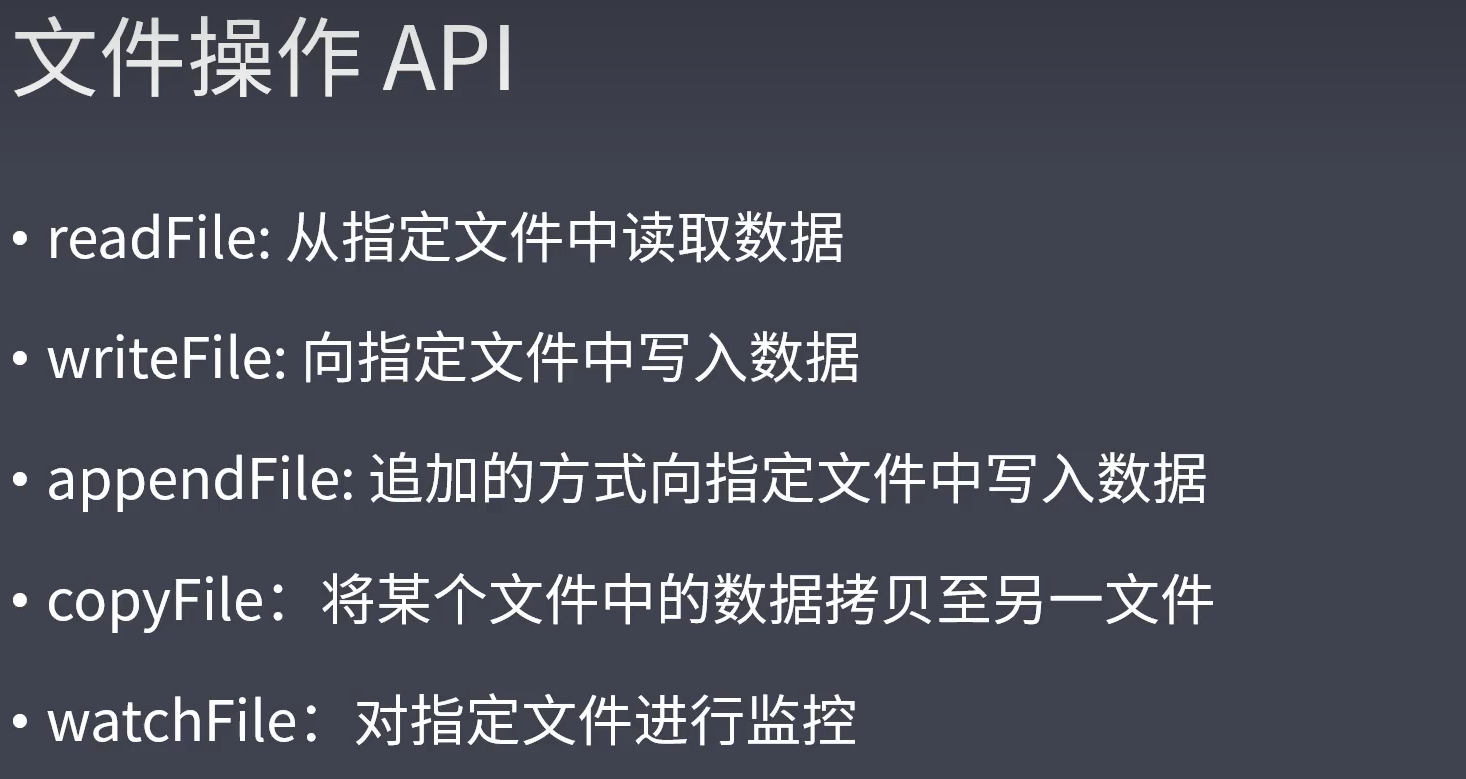 文件操作 API
• readFile: 从指定文件中读取数据
• writeFile: 向指定文件中写入数据
• appendFile: 追加的方式向指定文件中写入数据
• copyFile：将某个文件中的数据拷贝至另一文件
• watchFile：对指定文件进行监控